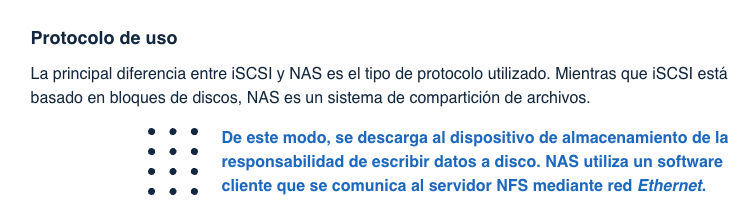 Protocolo de uso
La principal diferencia entre iSCSI y NAS es el tipo de protocolo utilizado. Mientras que iSCSI está
basado en bloques de discos, NAS es un sistema de compartición de archivos.
De este modo, se descarga al dispositivo de almacenamiento de la
responsabilidad de escribir datos a disco. NAS utiliza un software
cliente que se comunica al servidor NFS mediante red Ethernet.